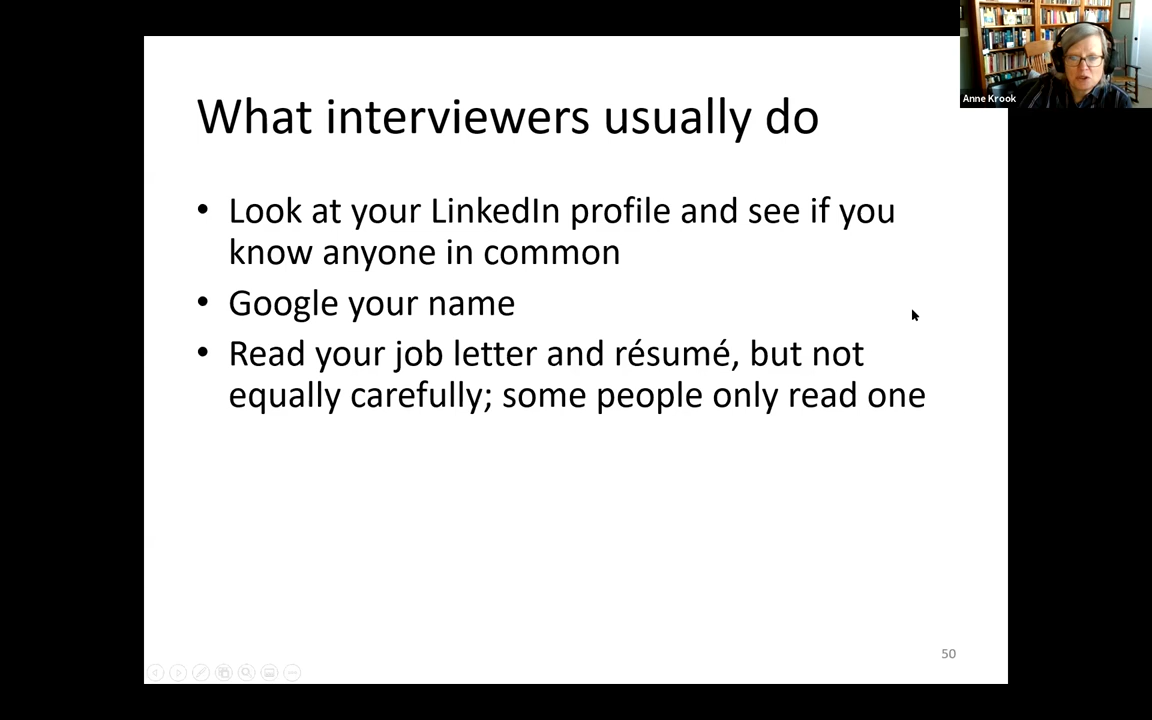 Anne Krook
What interviewers usually do
• Look at your LinkedIn profile and see if you
know anyone in common
• Google your name
• Read your job letter and résumé, but not
equally carefully; some people only read one
50